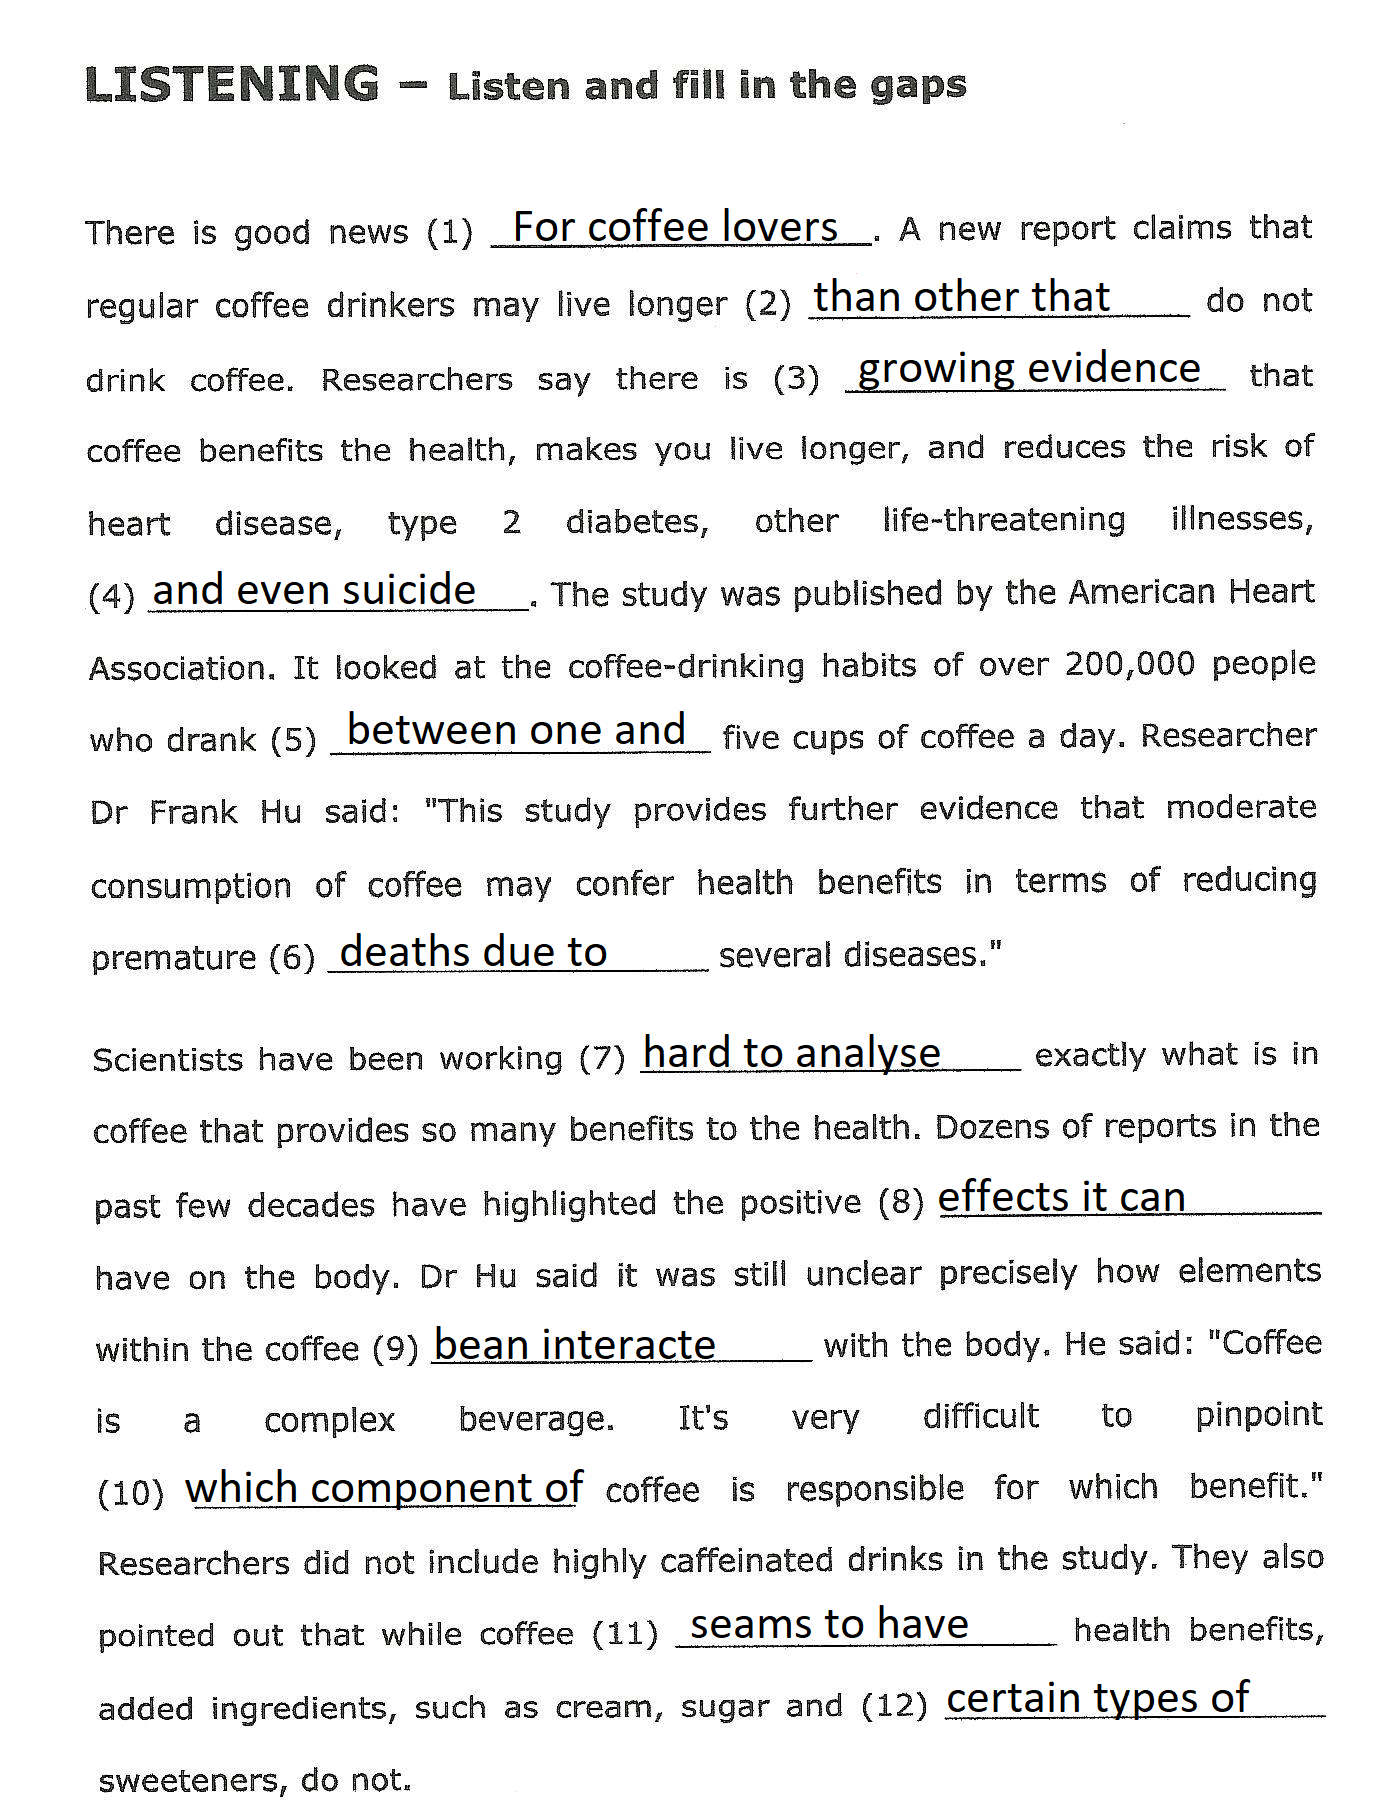 LISTENING – Listen and fill in the gaps
There is good news (1) For coffee lovers. A new report claims that
regular coffee drinkers may live longer (2) than other that do not
drink coffee. Researchers say there is (3) growing evidence that
coffee benefits the health, makes you live longer, and reduces the risk of
heart disease, type 2 diabetes, other life-threatening illnesses,
(4) and even suicide. The study was published by the American Heart
Association. It looked at the coffee-drinking habits of over 200,000 people
who drank (5) between one and five cups of coffee a day. Researcher
Dr Frank Hu said: "This study provides further evidence that moderate
consumption of coffee may confer health benefits in terms of reducing
premature (6) deaths due to several diseases."
Scientists have been working (7) hard to analyse exactly what is in
coffee that provides so many benefits to the health. Dozens of reports in the
past few decades have highlighted the positive (8) effects it can
have on the body. Dr Hu said it was still unclear precisely how elements
within the coffee (9) bean interacte with the body. He said: "Coffee
is a complex beverage. It's very difficult to pinpoint
(10) which component of coffee is responsible for which benefit."
Researchers did not include highly caffeinated drinks in the study. They also
pointed out that while coffee (11) seams to have health benefits,
added ingredients, such as cream, sugar and (12) certain types of
sweeteners, do not.